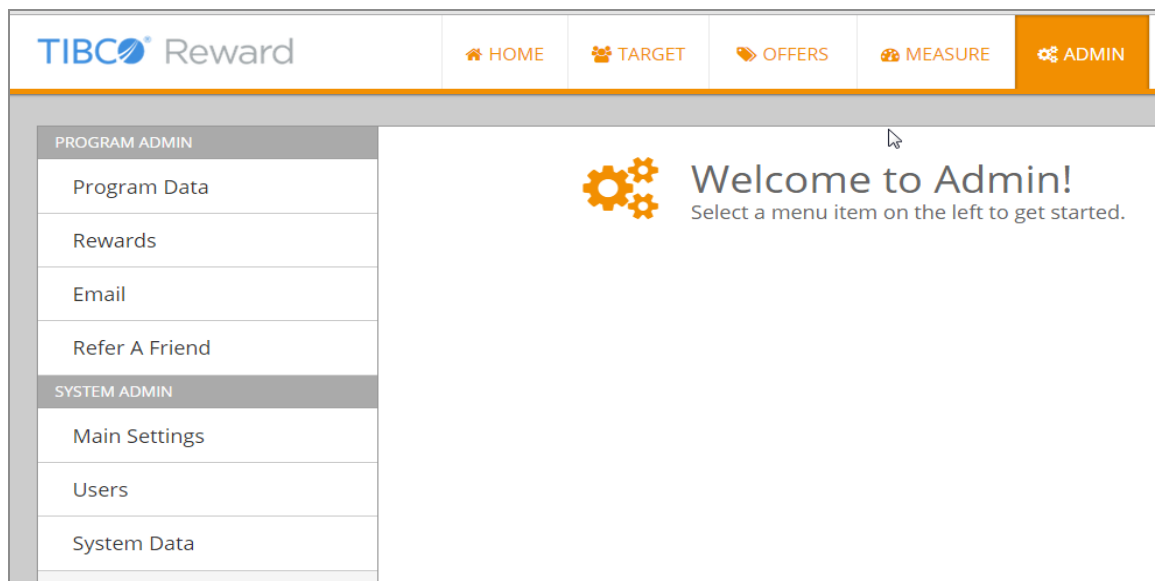 TIBCO® Reward
HOME
TARGET
OFFERS
MEASURE
ADMIN
PROGRAM ADMIN
Program Data
Rewards
Email
Refer A Friend
SYSTEM ADMIN
Main Settings
Users
System Data
Welcome to Admin!
Select a menu item on the left to get started.